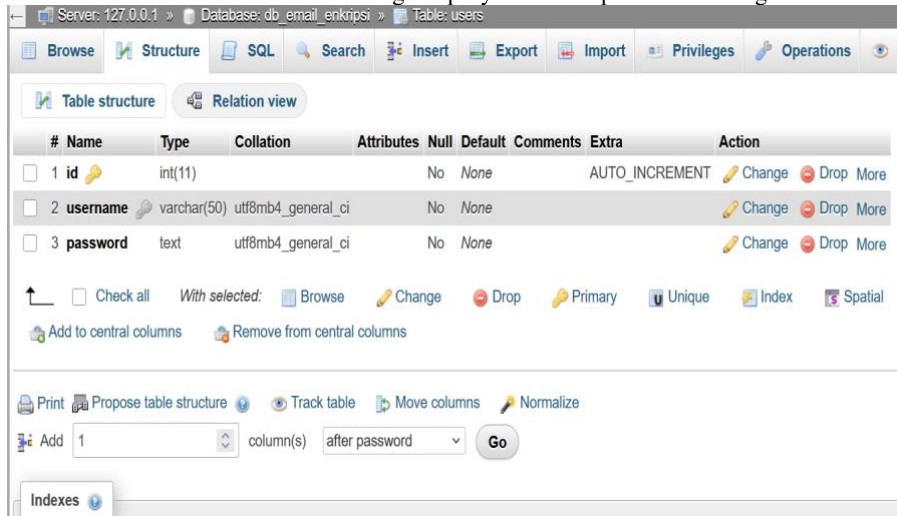 Server: 127.0.0.1 » Database: db_email_enkripsi » Table: users
Browse Structure SQL Search Insert Export Import Privileges Operations
Table structure Relation view
# Name Type Collation Attributes Null Default Comments Extra Action
1 id int(11) No None AUTO_INCREMENT Change Drop More
2 username varchar(50) utf8mb4_general_ci No None Change Drop More
3 password text utf8mb4_general_ci No None Change Drop More
Check all With selected: Browse Change Drop Primary Unique Index Spatial
Add to central columns Remove from central columns
Print Propose table structure Track table Move columns Normalize
Add 1 column(s) after password Go
Indexes